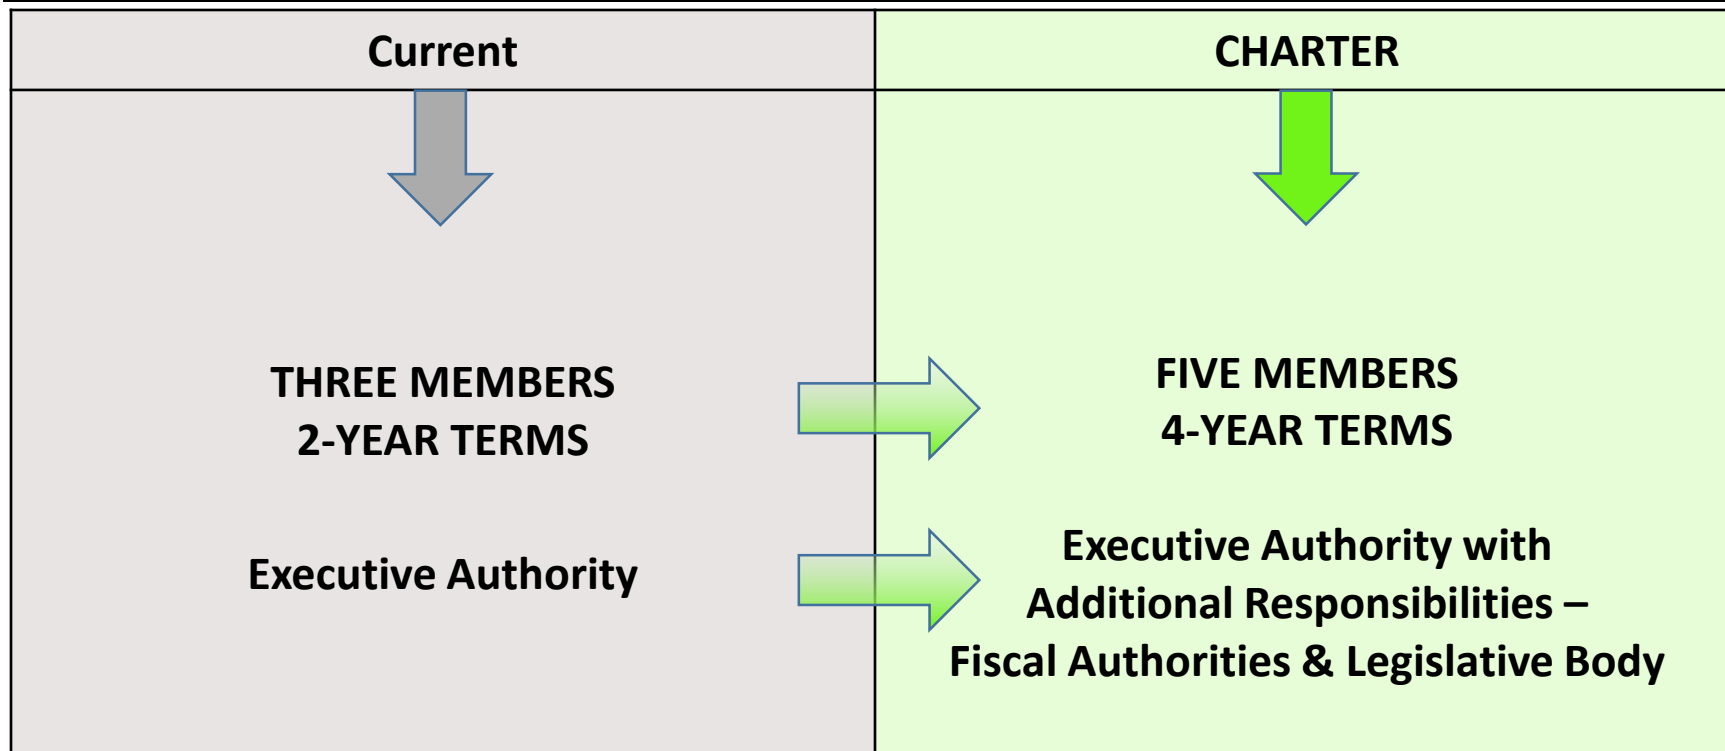 Current
CHARTER
THREE MEMBERS
2-YEAR TERMS
FIVE MEMBERS
4-YEAR TERMS
Executive Authority
Executive Authority with
Additional Responsibilities –
Fiscal Authorities & Legislative Body